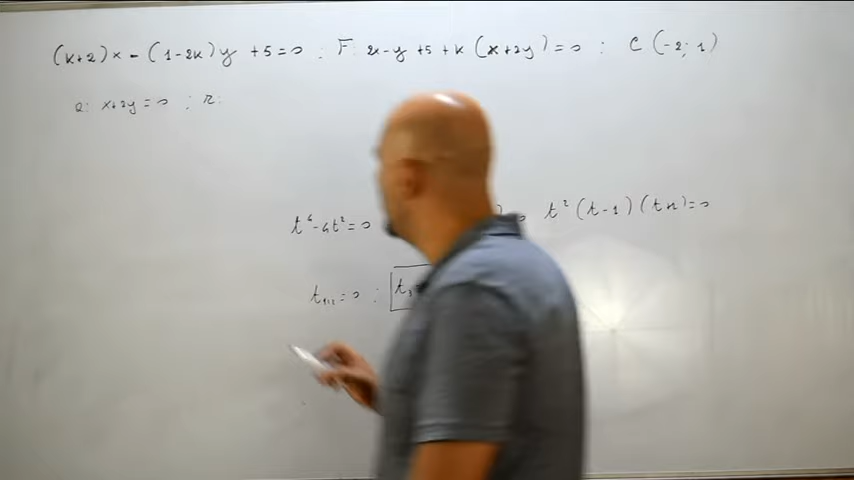 (k+2)x - (1-2k)y + 5 = 0 ; F: 2x-y+5+k(x+2y)=0 ; C(-2; 1)
a: x+2y=0 ; r:
t⁴-4t²=0 t²(t-1)(t+1)=0
t₁,₂=0 ; t₃